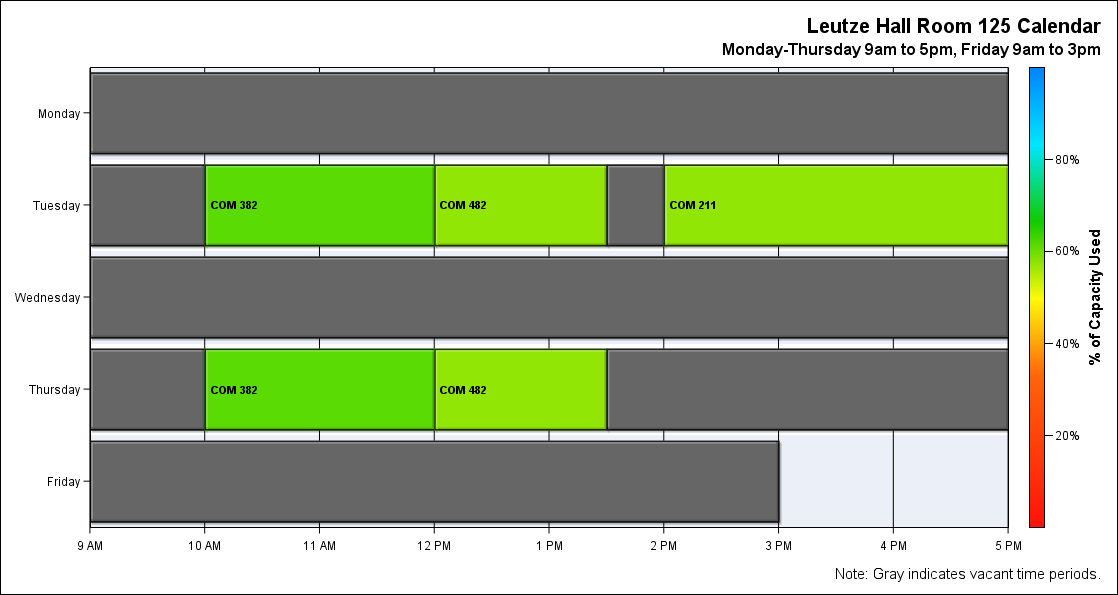 Leutze Hall Room 125 Calendar
Monday-Thursday 9am to 5pm, Friday 9am to 3pm
Monday
Tuesday
COM 382
COM 482
COM 211
Wednesday
Thursday
COM 382
COM 482
Friday
9 AM
10 AM
11 AM
12 PM
1 PM
2 PM
3 PM
4 PM
5 PM
80%
60%
40%
20%
% of Capacity Used
Note: Gray indicates vacant time periods.